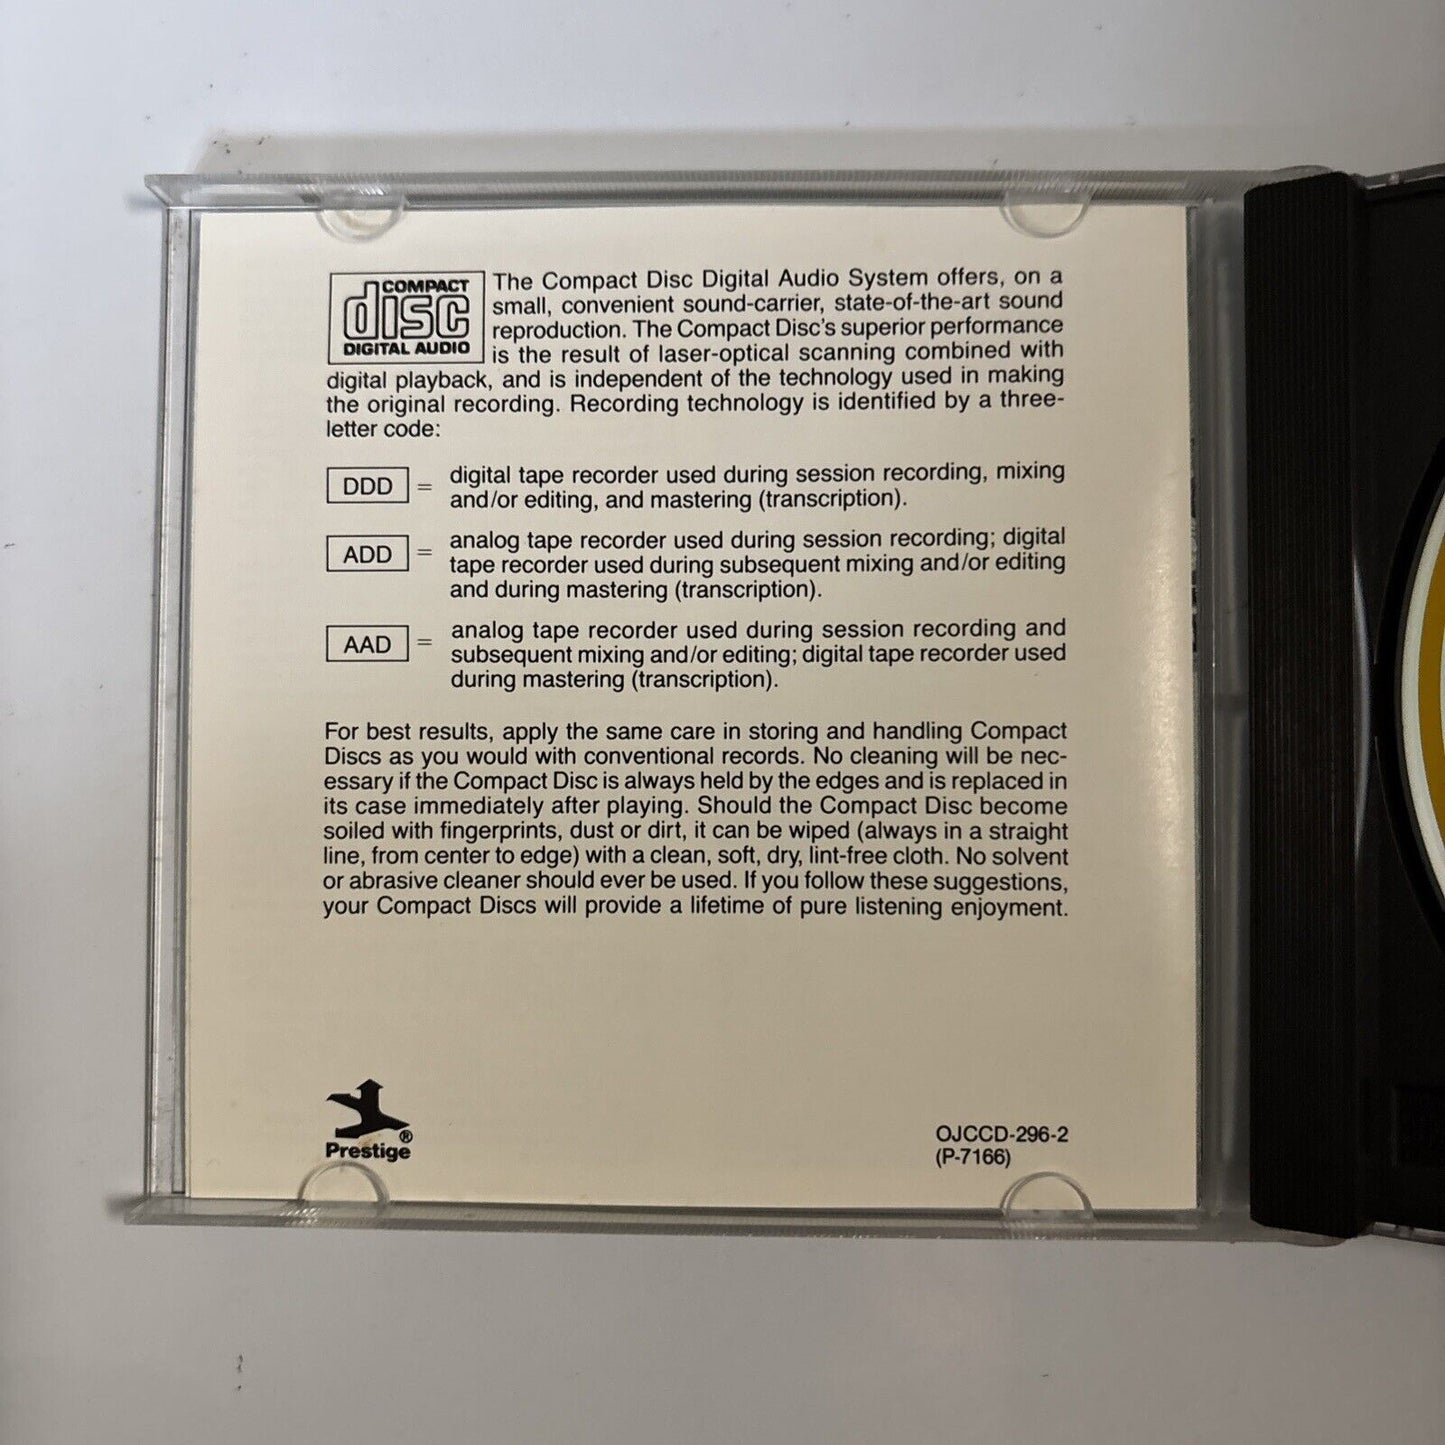 COMPACT
disc
DIGITAL AUDIO
The Compact Disc Digital Audio System offers, on a
small, convenient sound-carrier, state-of-the-art sound
reproduction. The Compact Disc's superior performance
is the result of laser-optical scanning combined with
digital playback, and is independent of the technology used in making
the original recording. Recording technology is identified by a three-
letter code:
DDD = digital tape recorder used during session recording, mixing
and/or editing, and mastering (transcription).
ADD = analog tape recorder used during session recording; digital
tape recorder used during subsequent mixing and/or editing
and during mastering (transcription).
AAD = analog tape recorder used during session recording and
subsequent mixing and/or editing; digital tape recorder used
during mastering (transcription).
For best results, apply the same care in storing and handling Compact
Discs as you would with conventional records. No cleaning will be nec-
essary if the Compact Disc is always held by the edges and is replaced in
its case immediately after playing. Should the Compact Disc become
soiled with fingerprints, dust or dirt, it can be wiped (always in a straight
line, from center to edge) with a clean, soft, dry, lint-free cloth. No solvent
or abrasive cleaner should ever be used. If you follow these suggestions,
your Compact Discs will provide a lifetime of pure listening enjoyment.
®
Prestige
OJCCD-296-2
(P-7166)